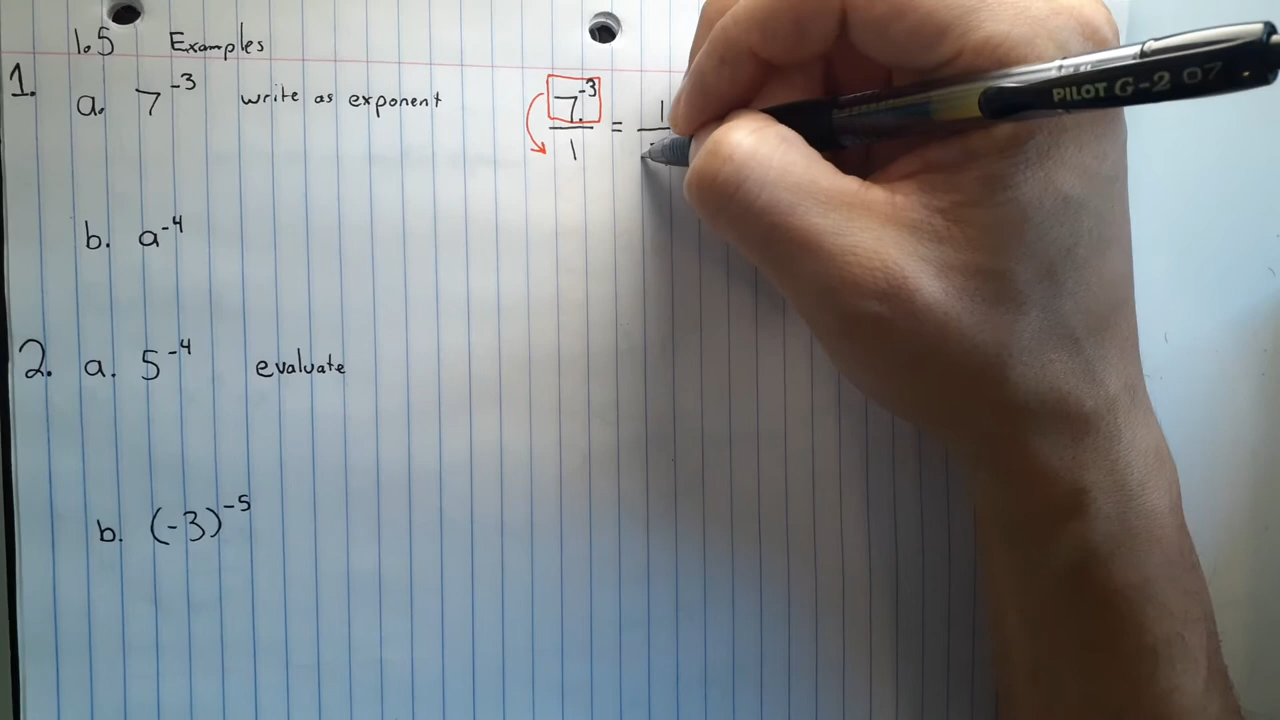 1.5 Examples
1. a. 7^-3 write as exponent
7^-3/1 = 1/
b. a^-4
2. a. 5^-4 evaluate
b. (-3)^-5
PILOT G-2 07